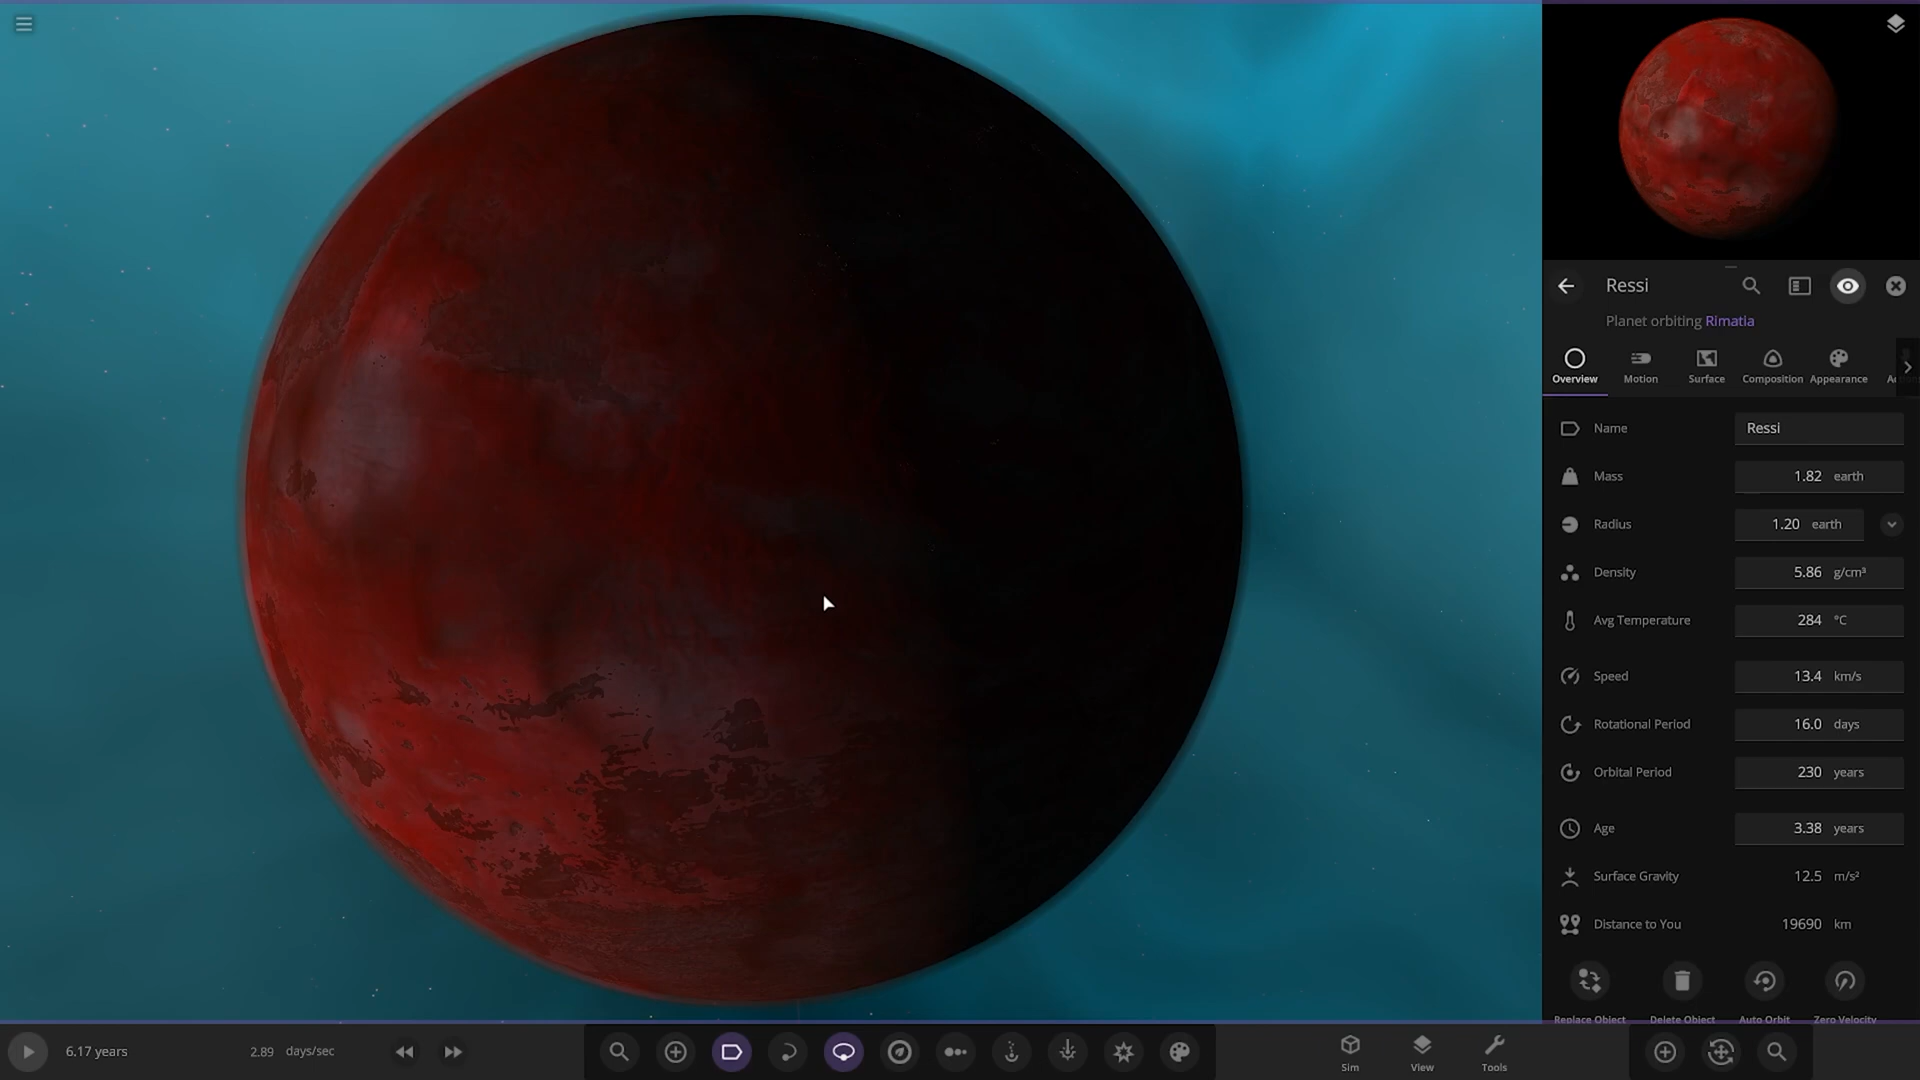 Ressi
Planet orbiting Rimatia
Overview
Motion
Surface
Composition
Appearance
Name Ressi
Mass 1.82 earth
Radius 1.20 earth
Density 5.86 g/cm³
Avg Temperature 284 °C
Speed 13.4 km/s
Rotational Period 16.0 days
Orbital Period 230 years
Age 3.38 years
Surface Gravity 12.5 m/s²
Distance to You 19690 km
Replace Object
Delete Object
Auto Orbit
Zero Velocity
6.17 years
2.89 days/sec
Sim
View
Tools